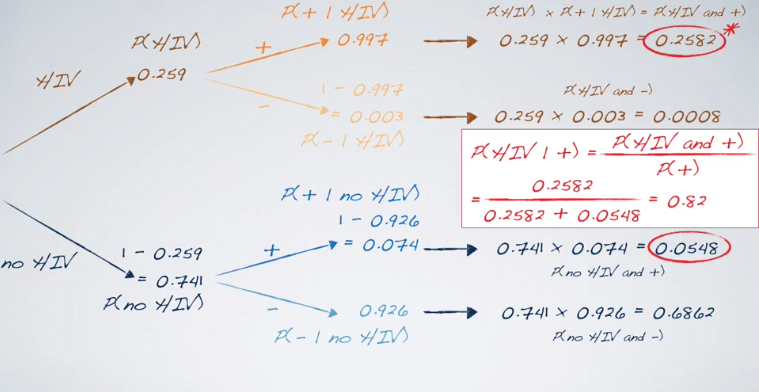 P(+ | HIV)
P(HIV) × P(+ | HIV) = P(HIV and +)
P(HIV)
+
0.997
0.259 × 0.997 = 0.2582 *
HIV
0.259
1 - 0.997
P(HIV and -)
-
= 0.003
0.259 × 0.003 = 0.0008
P(- | HIV)
P(HIV | +) = P(HIV and +)
P(+)
= 0.2582
0.2582 + 0.0548
= 0.82
P(+ | no HIV)
1 - 0.926
no HIV
1 - 0.259
+
= 0.074
0.741 × 0.074 = 0.0548
= 0.741
P(no HIV and +)
P(no HIV)
-
0.926
0.741 × 0.926 = 0.6862
P(- | no HIV)
P(no HIV and -)